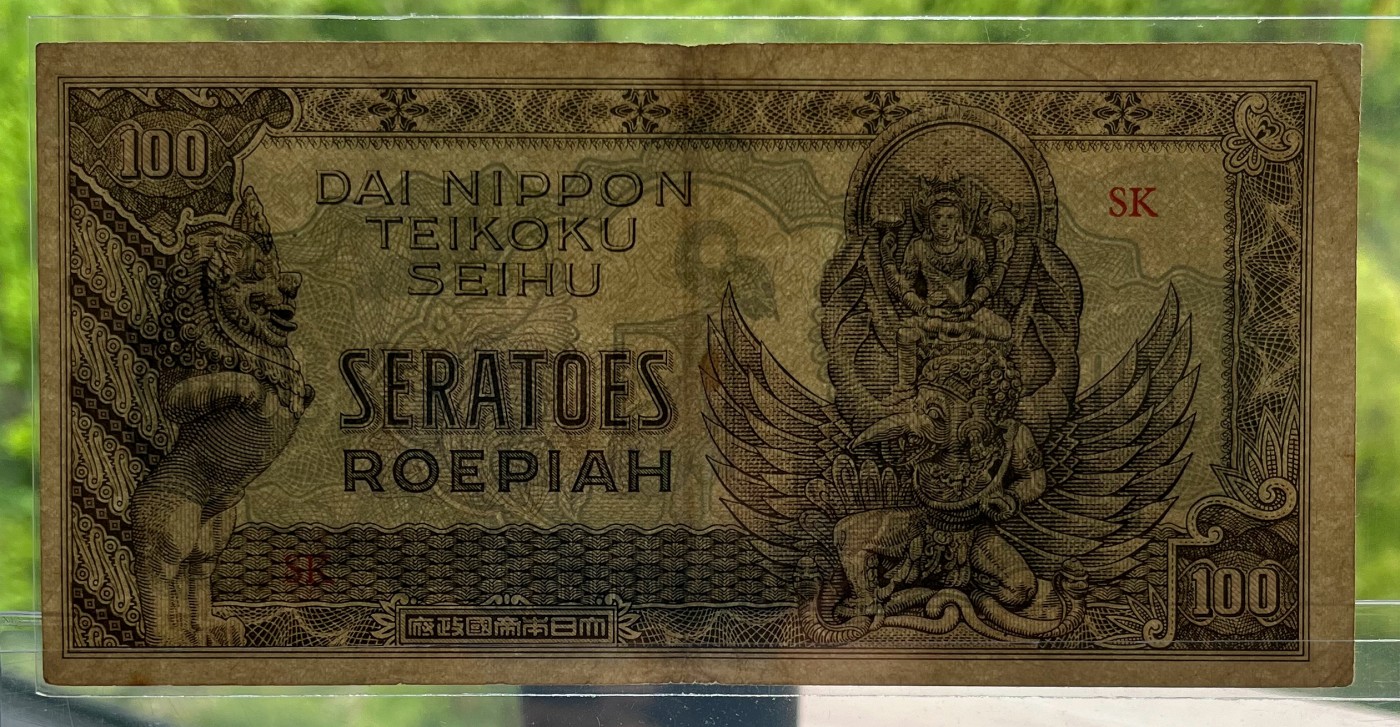 100
DAI NIPPON
TEIKOKU
SEIHU
SK
SERATOES
ROEPIAH
SK
府政國帝本日大
100